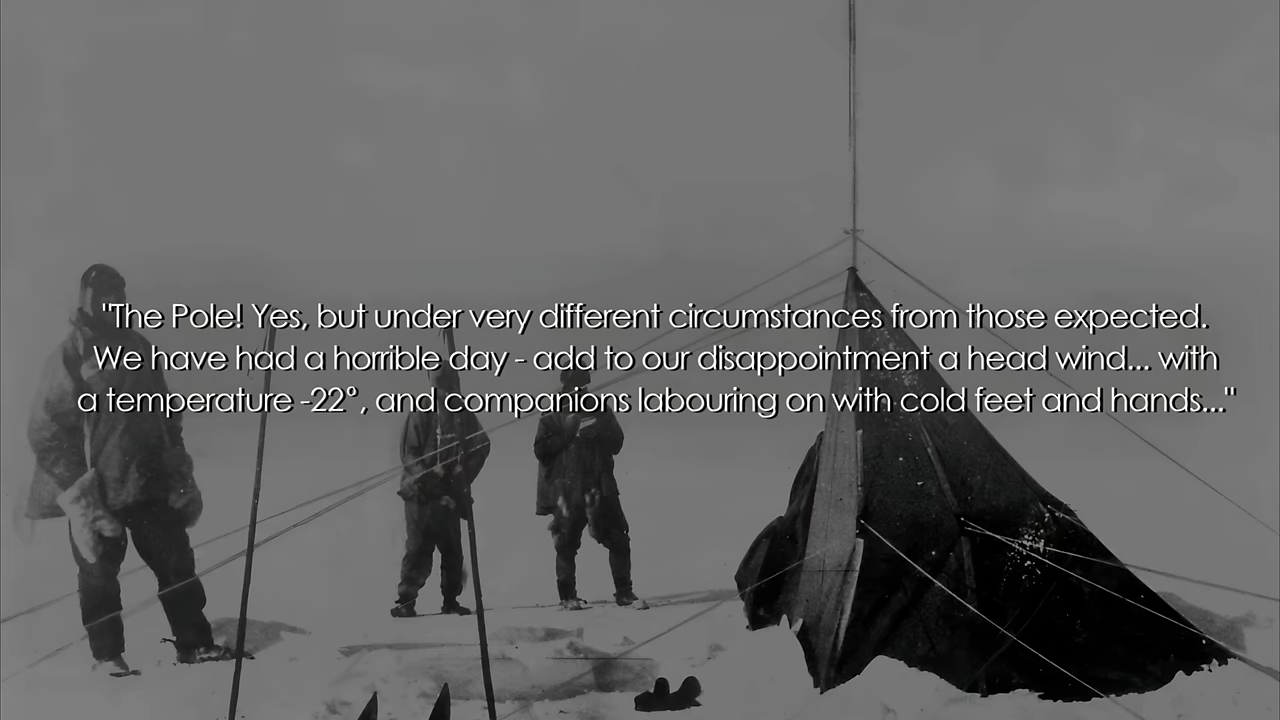 "The Pole! Yes, but under very different circumstances from those expected.
We have had a horrible day - add to our disappointment a head wind... with
a temperature -22°, and companions labouring on with cold feet and hands..."